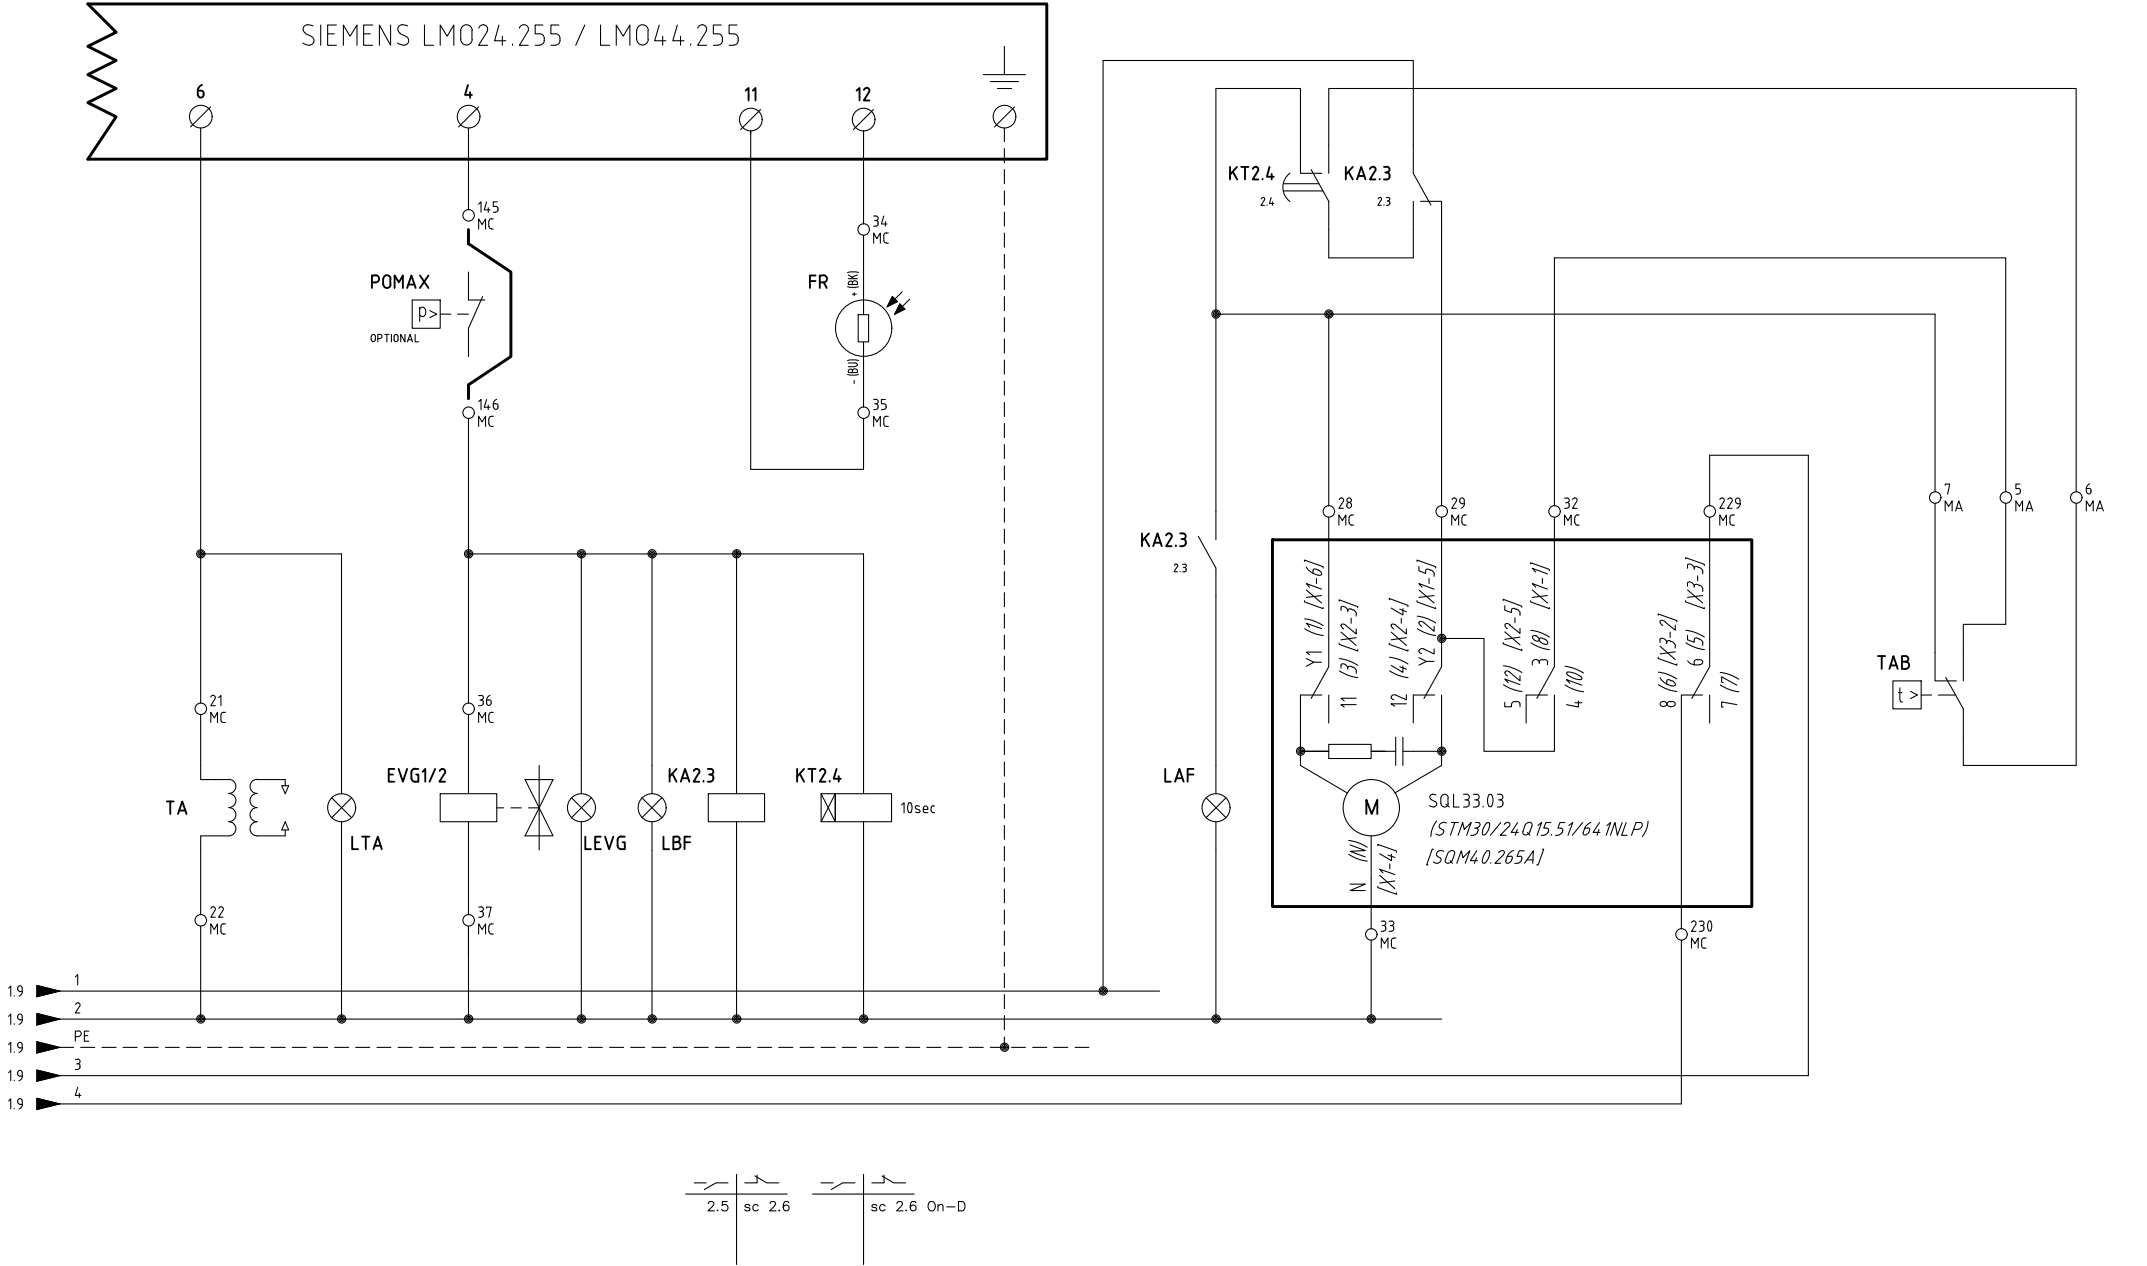 SIEMENS LMO24.255 / LMO44.255
6
4
11
12
145
MC
POMAX
p>
OPTIONAL
146
MC
34
MC
FR
+ (BK)
- (BU)
35
MC
KT2.4
2.4
KA2.3
2.3
28
MC
29
MC
32
MC
229
MC
7
MA
5
MA
6
MA
KA2.3
2.3
Y1 (1) [X1-6]
11 (3) [X2-3]
12 (4) [X2-4]
Y2 (2) [X1-5]
5 (12) [X2-5]
3 (8) [X1-1]
4 (10)
8 (6) [X3-2]
6 (5) [X3-3]
7 (7)
TAB
t >
21
MC
36
MC
TA
LTA
EVG1/2
LEVG
LBF
KA2.3
KT2.4
10sec
LAF
M
SQL33.03
(STM30/24Q15.51/641NLP)
[SQM40.265A]
N (N)
[X1-4]
22
MC
37
MC
33
MC
230
MC
1.9 1
1.9 2
1.9 PE
1.9 3
1.9 4
2.5 sc 2.6
sc 2.6 On-D